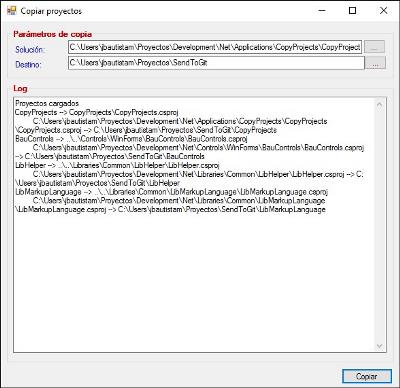 Copiar proyectos
Parámetros de copia
Solución: C:\Users\jbautistam\Proyectos\Development\Net\Applications\CopyProjects\CopyProject ...
Destino: C:\Users\jbautistam\Proyectos\SendToGit ...
Log
Proyectos cargados
CopyProjects --> CopyProjects\CopyProjects.csproj
C:\Users\jbautistam\Proyectos\Development\Net\Applications\CopyProjects
\CopyProjects.csproj --> C:\Users\jbautistam\Proyectos\SendToGit\CopyProjects
BauControls --> ..\..\Controls\WinForms\BauControls\BauControls.csproj
C:\Users\jbautistam\Proyectos\Development\Net\Controls\WinForms\BauControls\BauControls.csproj
--> C:\Users\jbautistam\Proyectos\SendToGit\BauControls
LibHelper --> ..\..\Libraries\Common\LibHelper\LibHelper.csproj
C:\Users\jbautistam\Proyectos\Development\Net\Libraries\Common\LibHelper\LibHelper.csproj --> C:
\Users\jbautistam\Proyectos\SendToGit\LibHelper
LibMarkupLanguage --> ..\..\Libraries\Common\LibMarkupLanguage\LibMarkupLanguage.csproj
C:\Users\jbautistam\Proyectos\Development\Net\Libraries\Common\LibMarkupLanguage
\LibMarkupLanguage.csproj --> C:\Users\jbautistam\Proyectos\SendToGit\LibMarkupLanguage
Copiar